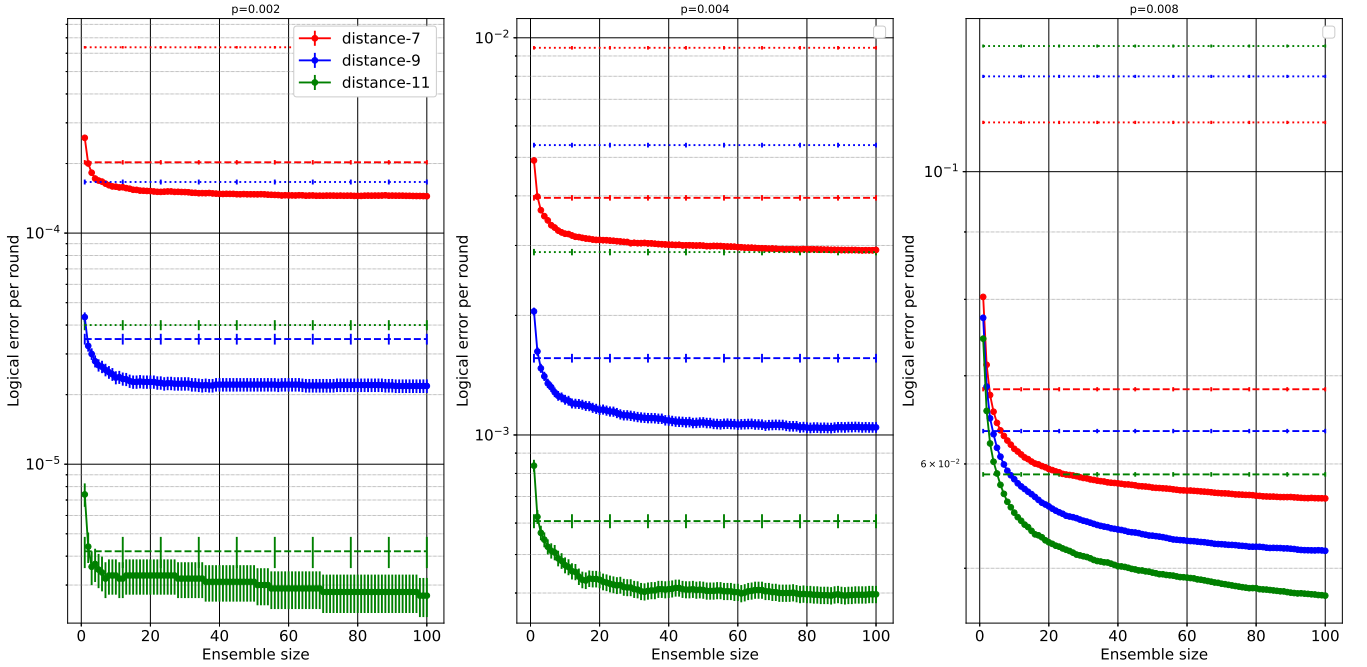 p=0.002
Logical error per round
10⁻⁴
10⁻⁵
distance-7
distance-9
distance-11
0 20 40 60 80 100
Ensemble size
p=0.004
Logical error per round
10⁻²
10⁻³
0 20 40 60 80 100
Ensemble size
p=0.008
Logical error per round
10⁻¹
6 × 10⁻²
0 20 40 60 80 100
Ensemble size